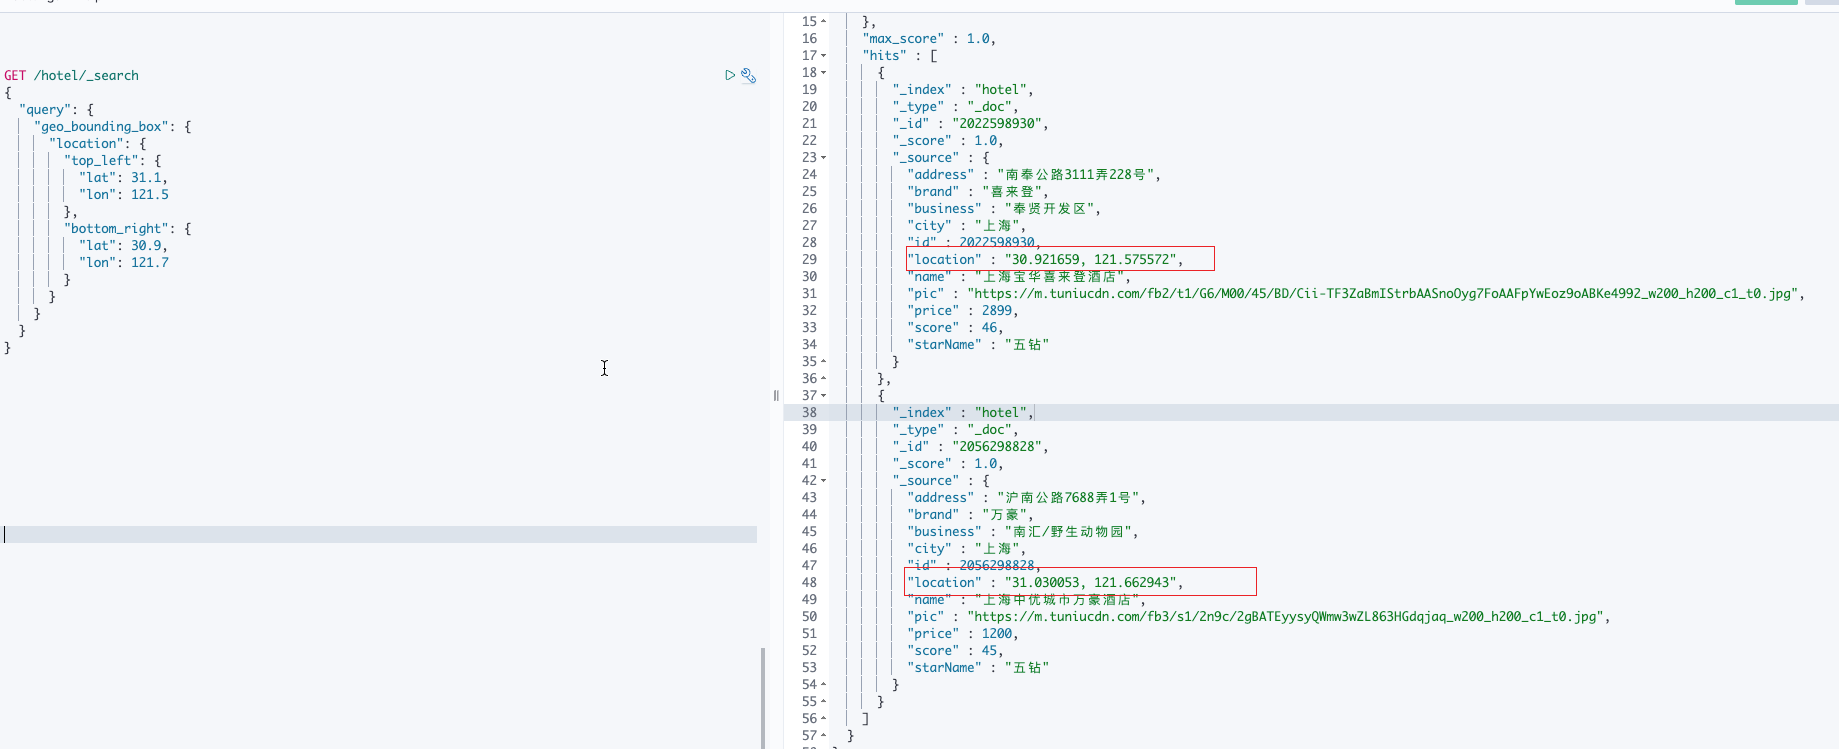 GET /hotel/_search
{
"query": {
"geo_bounding_box": {
"location": {
"top_left": {
"lat": 31.1,
"lon": 121.5
},
"bottom_right": {
"lat": 30.9,
"lon": 121.7
}
}
}
}
}
15 },
16 "max_score" : 1.0,
17 "hits" : [
18 {
19 "_index" : "hotel",
20 "_type" : "_doc",
21 "_id" : "2022598930",
22 "_score" : 1.0,
23 "_source" : {
24 "address" : "南奉公路3111弄228号",
25 "brand" : "喜来登",
26 "business" : "奉贤开发区",
27 "city" : "上海",
28 "id" : 2022598930,
29 "location" : "30.921659, 121.575572",
30 "name" : "上海宝华喜来登酒店",
31 "pic" : "https://m.tuniucdn.com/fb2/t1/G6/M00/45/BD/Cii-TF3ZaBmIStrbAASnoOyg7FoAAFpYwEoz9oABKe4992_w200_h200_c1_t0.jpg",
32 "price" : 2899,
33 "score" : 46,
34 "starName" : "五钻"
35 }
36 },
37 {
38 "_index" : "hotel",
39 "_type" : "_doc",
40 "_id" : "2056298828",
41 "_score" : 1.0,
42 "_source" : {
43 "address" : "沪南公路7688弄1号",
44 "brand" : "万豪",
45 "business" : "南汇/野生动物园",
46 "city" : "上海",
47 "id" : 2056298828,
48 "location" : "31.030053, 121.662943",
49 "name" : "上海中优城市万豪酒店",
50 "pic" : "https://m.tuniucdn.com/fb3/s1/2n9c/2gBATEyysyQWmw3wZL863HGdqjaq_w200_h200_c1_t0.jpg",
51 "price" : 1200,
52 "score" : 45,
53 "starName" : "五钻"
54 }
55 }
56 ]
57 }